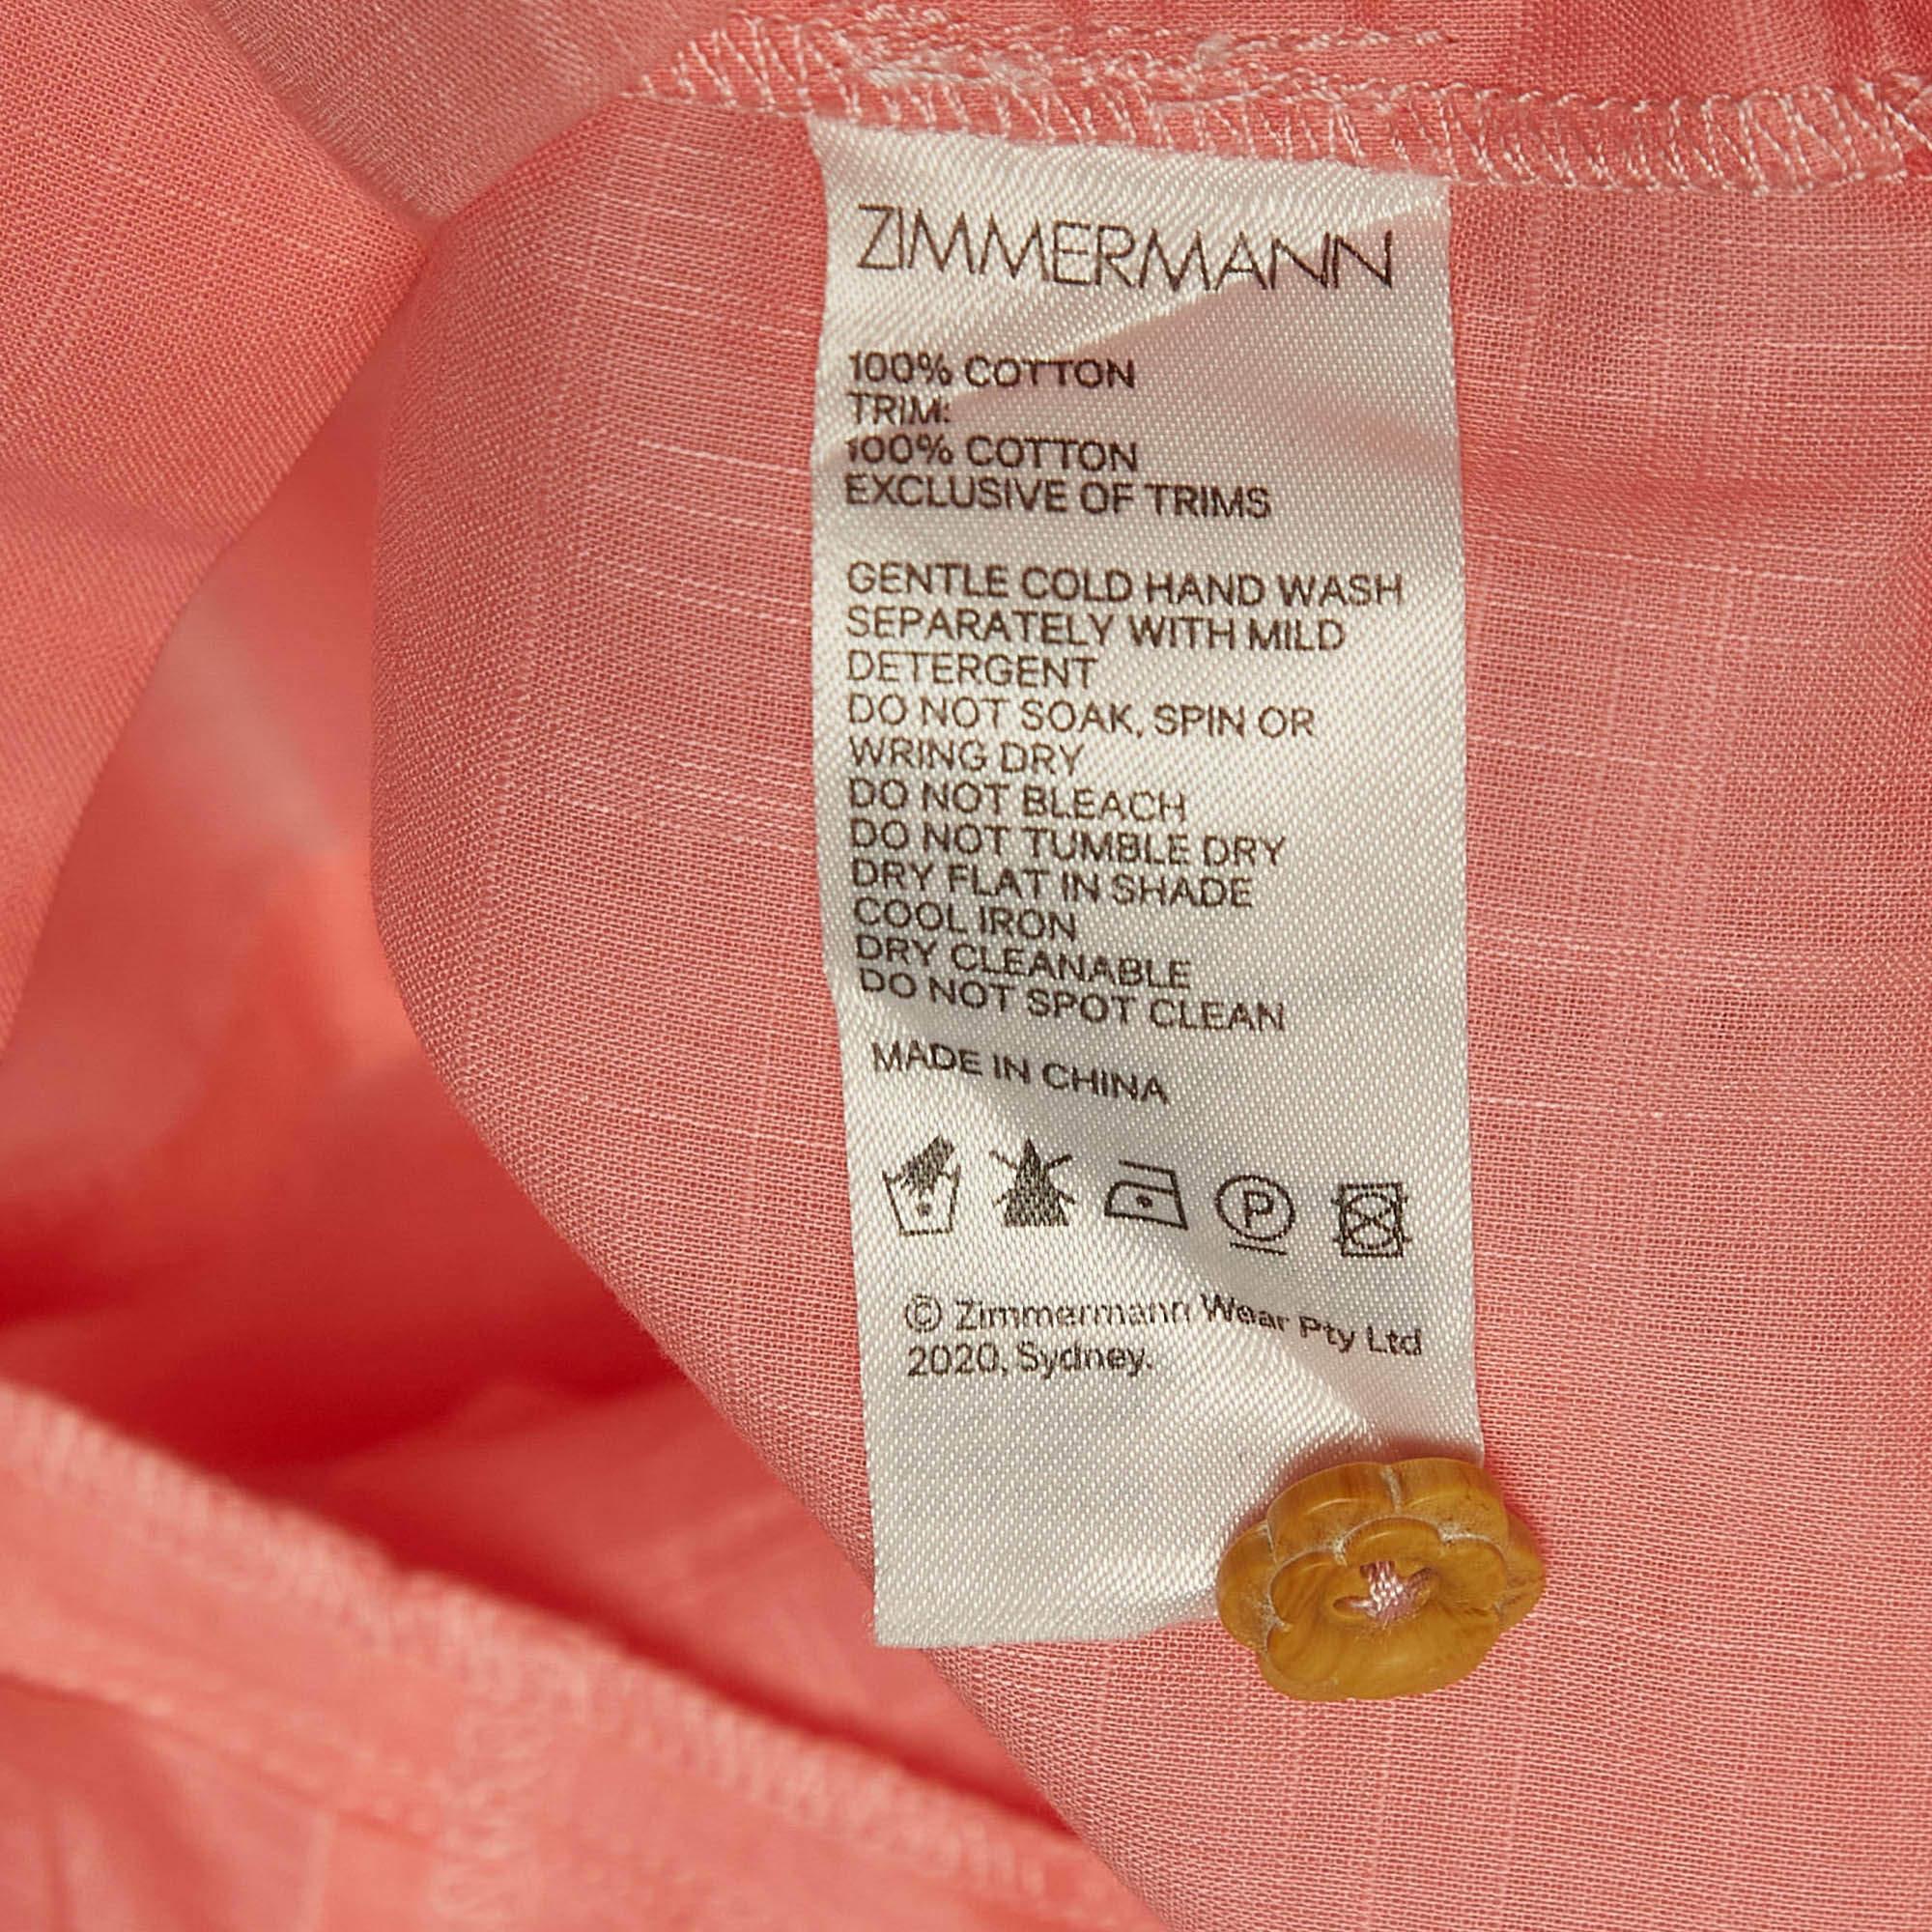 ZIMMERMANN
100% COTTON
TRIM:
100% COTTON
EXCLUSIVE OF TRIMS
GENTLE COLD HAND WASH
SEPARATELY WITH MILD
DETERGENT
DO NOT SOAK, SPIN OR
WRING DRY
DO NOT BLEACH
DO NOT TUMBLE DRY
DRY FLAT IN SHADE
COOL IRON
DRY CLEANABLE
DO NOT SPOT CLEAN
MADE IN CHINA
P
© Zimmermann Wear Pty Ltd
2020, Sydney.